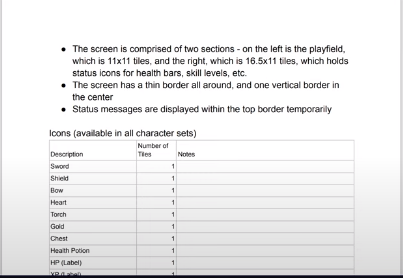 ● The screen is comprised of two sections - on the left is the playfield,
which is 11x11 tiles, and the right, which is 16.5x11 tiles, which holds
status icons for health bars, skill levels, etc.
● The screen has a thin border all around, and one vertical border in
the center
● Status messages are displayed within the top border temporarily
Icons (available in all character sets)
Number of
Description Tiles Notes
Sword 1
Shield 1
Bow 1
Heart 1
Torch 1
Gold 1
Chest 1
Health Potion 1
HP (Label) 1
XP (Label) 1